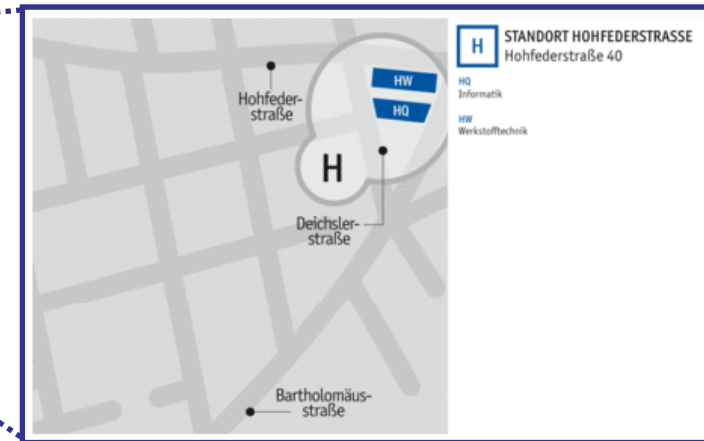 HW
HQ
Hohfeder-
straße
H
Deichsler-
straße
Bartholomäus-
straße
H
STANDORT HOHFEDERSTRASSE
Hohfederstraße 40
HQ
Informatik
HW
Werkstofftechnik